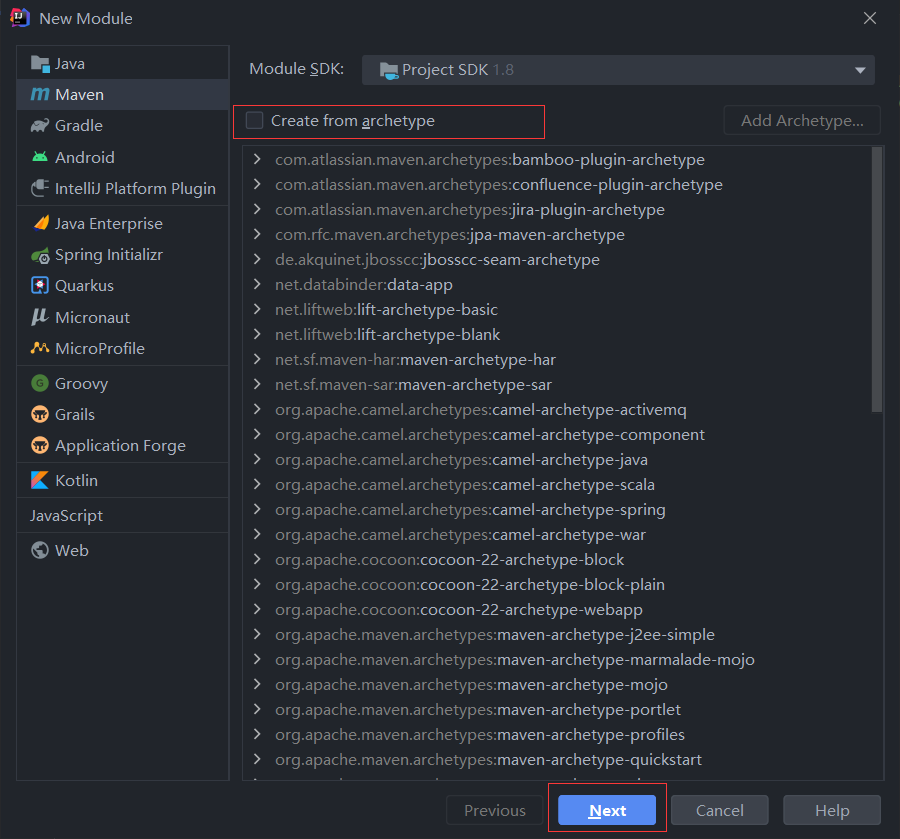 New Module
Java
Maven
Gradle
Android
IntelliJ Platform Plugin
Java Enterprise
Spring Initializr
Quarkus
Micronaut
MicroProfile
Groovy
Grails
Application Forge
Kotlin
JavaScript
Web
Module SDK: Project SDK 1.8
Create from archetype Add Archetype...
com.atlassian.maven.archetypes:bamboo-plugin-archetype
com.atlassian.maven.archetypes:confluence-plugin-archetype
com.atlassian.maven.archetypes:jira-plugin-archetype
com.rfc.maven.archetypes:jpa-maven-archetype
de.akquinet.jbosscc:jbosscc-seam-archetype
net.databinder:data-app
net.liftweb:lift-archetype-basic
net.liftweb:lift-archetype-blank
net.sf.maven-har:maven-archetype-har
net.sf.maven-sar:maven-archetype-sar
org.apache.camel.archetypes:camel-archetype-activemq
org.apache.camel.archetypes:camel-archetype-component
org.apache.camel.archetypes:camel-archetype-java
org.apache.camel.archetypes:camel-archetype-scala
org.apache.camel.archetypes:camel-archetype-spring
org.apache.camel.archetypes:camel-archetype-war
org.apache.cocoon:cocoon-22-archetype-block
org.apache.cocoon:cocoon-22-archetype-block-plain
org.apache.cocoon:cocoon-22-archetype-webapp
org.apache.maven.archetypes:maven-archetype-j2ee-simple
org.apache.maven.archetypes:maven-archetype-marmalade-mojo
org.apache.maven.archetypes:maven-archetype-mojo
org.apache.maven.archetypes:maven-archetype-portlet
org.apache.maven.archetypes:maven-archetype-profiles
org.apache.maven.archetypes:maven-archetype-quickstart
Previous Next Cancel Help